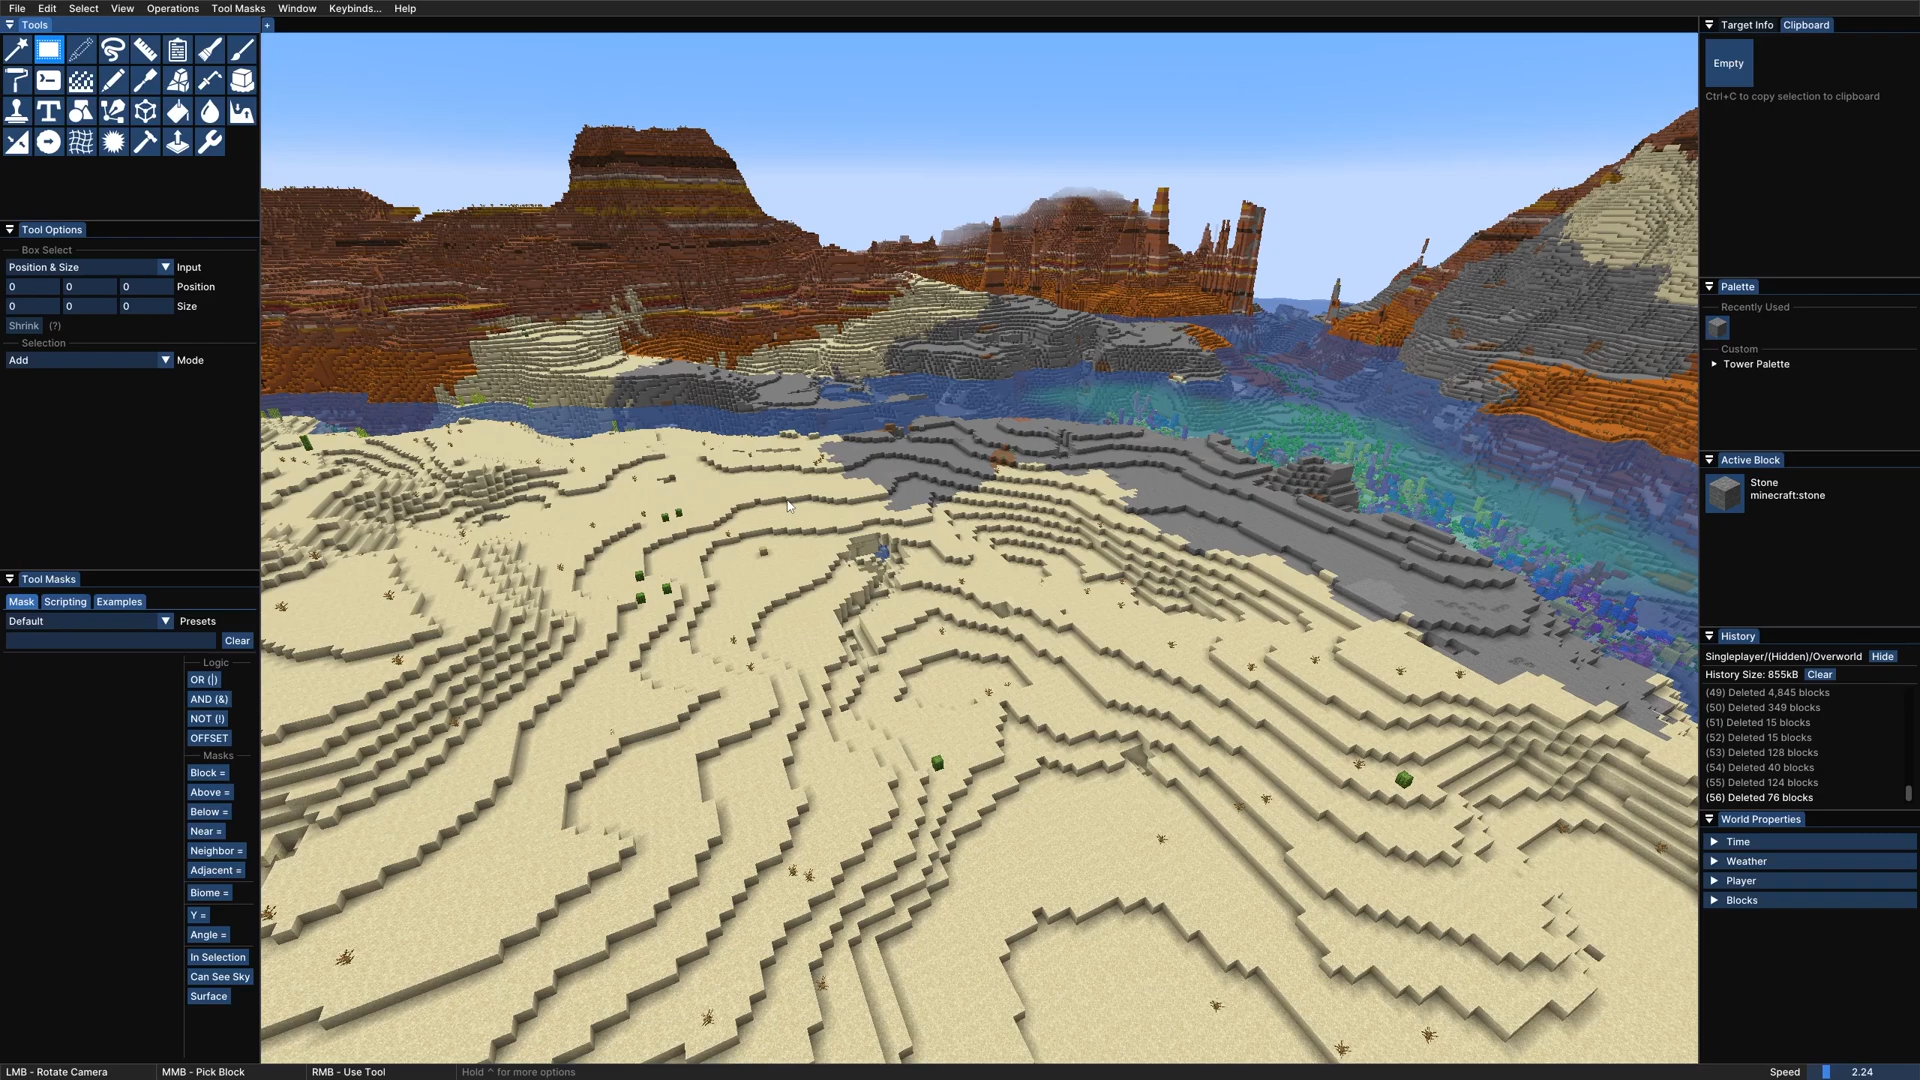 File Edit Select View Operations Tool Masks Window Keybinds... Help
Tools
+
Target Info Clipboard
Empty
Ctrl+C to copy selection to clipboard
Tool Options
Box Select
Position & Size Input
0 0 0 Position
0 0 0 Size
Shrink (?)
Selection
Add Mode
Palette
Recently Used
Custom
Tower Palette
Active Block
Stone
minecraft:stone
Tool Masks
Mask Scripting Examples
Default Presets
Clear
Logic
OR (|)
AND (&)
NOT (!)
OFFSET
Masks
Block =
Above =
Below =
Near =
Neighbor =
Adjacent =
Biome =
Y =
Angle =
In Selection
Can See Sky
Surface
History
Singleplayer/(Hidden)/Overworld Hide
History Size: 855kB Clear
(49) Deleted 4,845 blocks
(50) Deleted 349 blocks
(51) Deleted 15 blocks
(52) Deleted 15 blocks
(53) Deleted 128 blocks
(54) Deleted 40 blocks
(55) Deleted 124 blocks
(56) Deleted 76 blocks
World Properties
Time
Weather
Player
Blocks
LMB - Rotate Camera MMB - Pick Block RMB - Use Tool Hold ^ for more options Speed 2.24